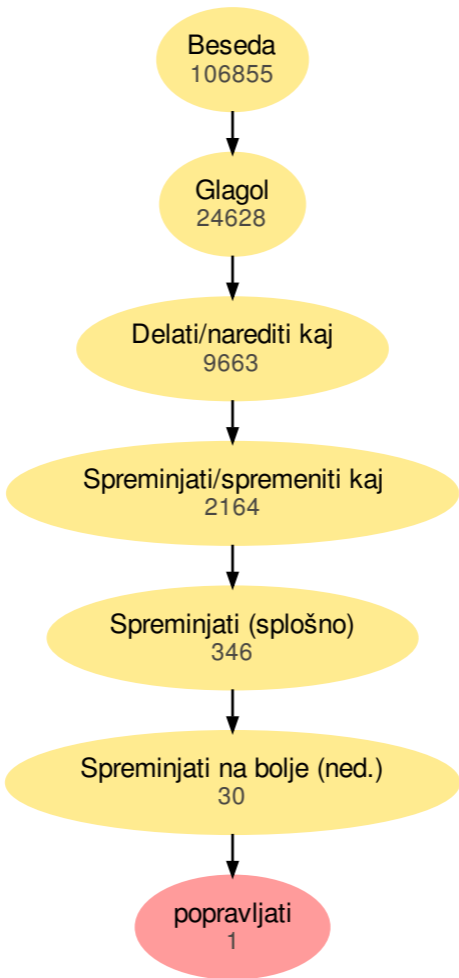 Beseda
106855
Glagol
24628
Delati/narediti kaj
9663
Spreminjati/spremeniti kaj
2164
Spreminjati (splošno)
346
Spreminjati na bolje (ned.)
30
popravljati
1